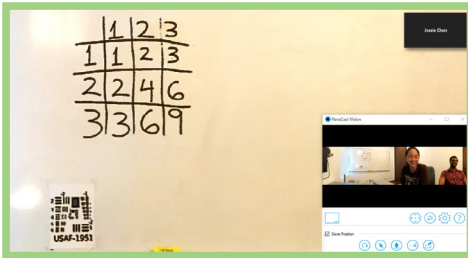 1 2 3
1 1 2 3
2 2 4 6
3 3 6 9
Jessie Chen
PanaCast Vision
Save Position
USAF-1951